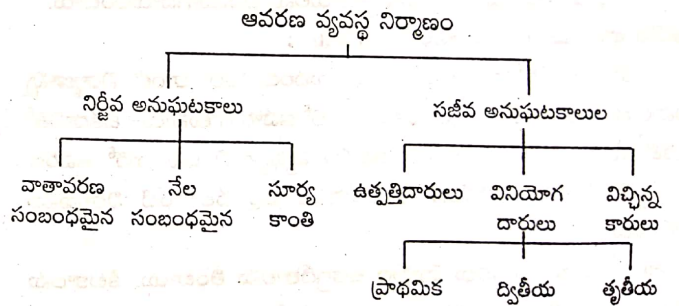 ఆవరణ వ్యవస్థ నిర్మాణం
నిర్జీవ అనుఘటకాలు
సజీవ అనుఘటకాలుల
వాతావరణ
సంబంధమైన
నేల
సంబంధమైన
సూర్య
కాంతి
ఉత్పత్తిదారులు
వినియోగ
దారులు
విచ్ఛిన్న
కారులు
ప్రాథమిక
ద్వితీయ
తృతీయ